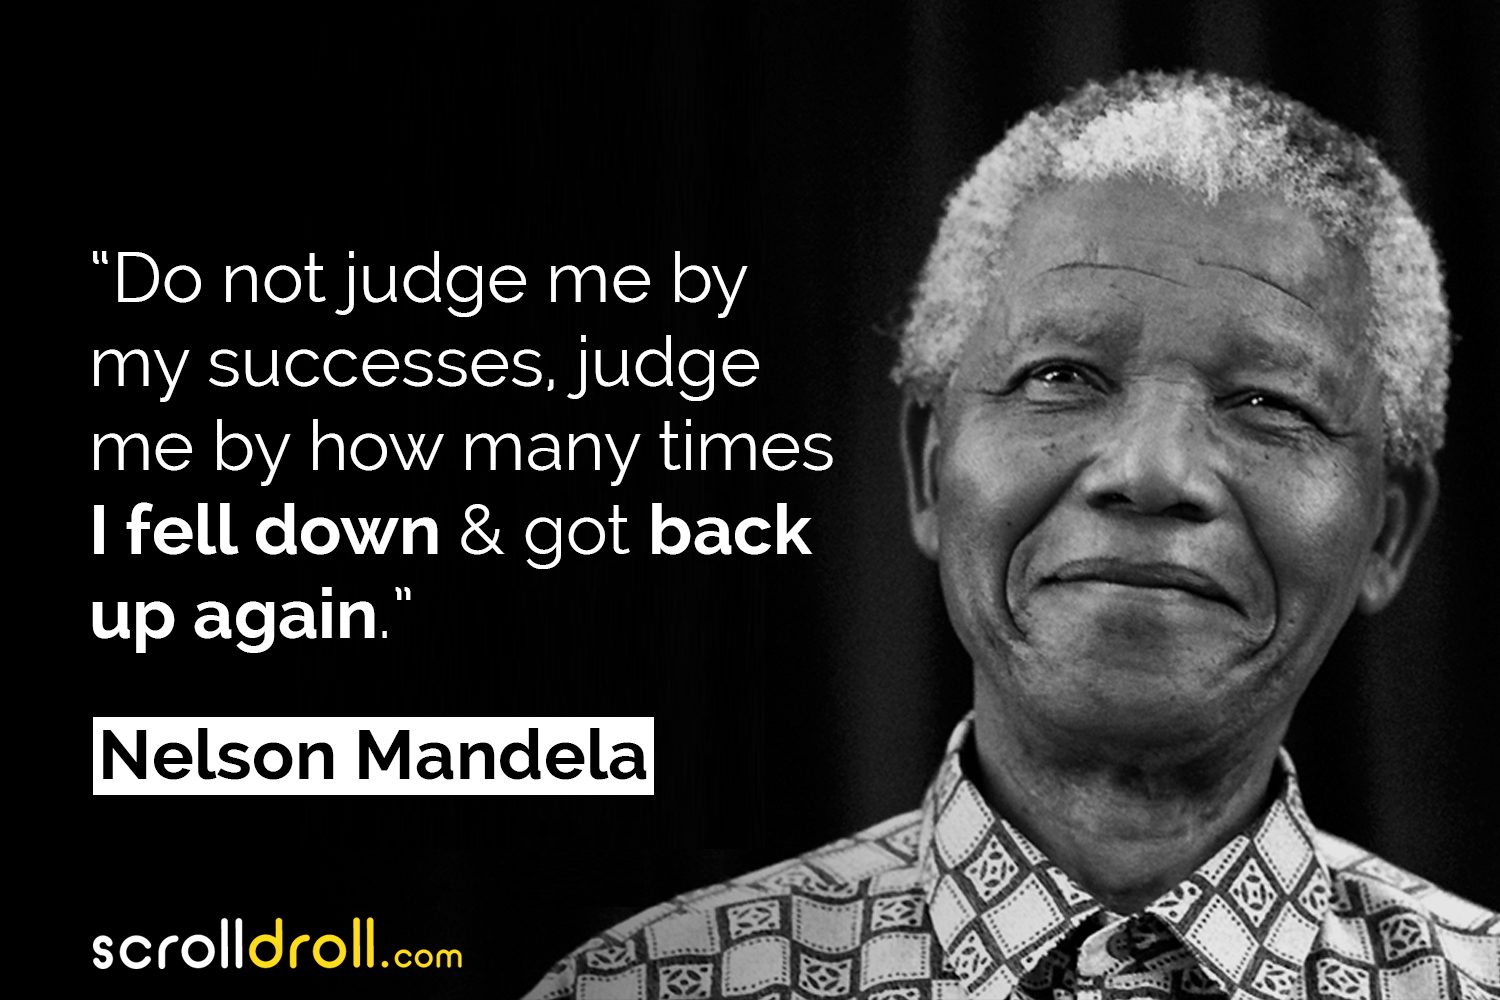 “Do not judge me by
my successes, judge
me by how many times
I fell down & got back
up again.”
Nelson Mandela
scrolldroll.com